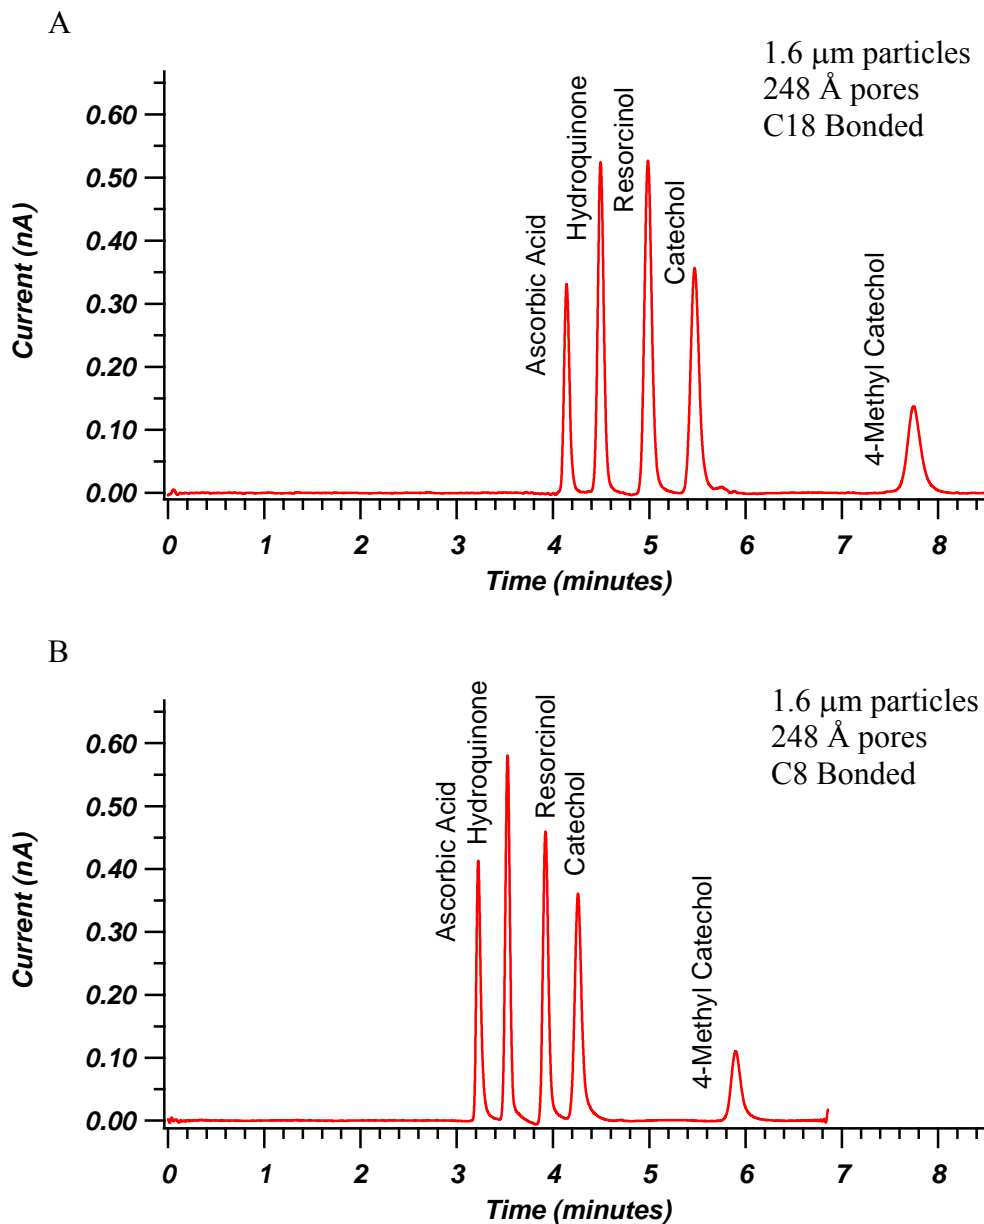 A
1.6 μm particles
248 Å pores
C18 Bonded
Current (nA)
0.60
0.50
0.40
0.30
0.20
0.10
0.00
Ascorbic Acid
Hydroquinone
Resorcinol
Catechol
4-Methyl Catechol
0 1 2 3 4 5 6 7 8
Time (minutes)
B
1.6 μm particles
248 Å pores
C8 Bonded
Current (nA)
0.60
0.50
0.40
0.30
0.20
0.10
0.00
Ascorbic Acid
Hydroquinone
Resorcinol
Catechol
4-Methyl Catechol
0 1 2 3 4 5 6 7 8
Time (minutes)